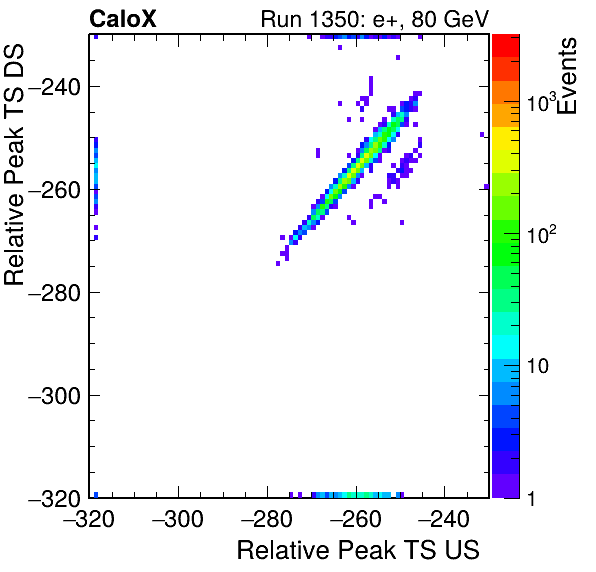 CaloX Run 1350: e+, 80 GeV
Relative Peak TS DS
−240
−260
−280
−300
−320
−320 −300 −280 −260 −240
Relative Peak TS US
Events
10³
10²
10
1